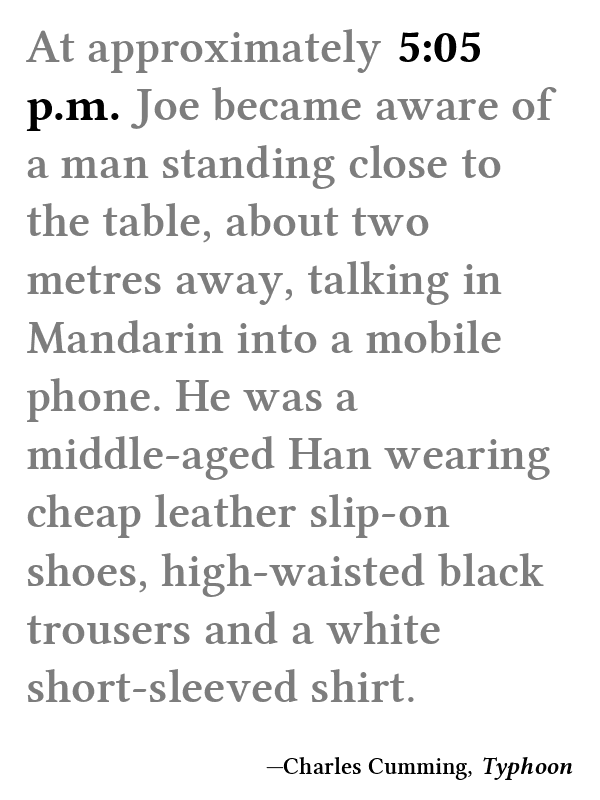 At approximately 5:05
p.m. Joe became aware of
a man standing close to
the table, about two
metres away, talking in
Mandarin into a mobile
phone. He was a
middle-aged Han wearing
cheap leather slip-on
shoes, high-waisted black
trousers and a white
short-sleeved shirt.
—Charles Cumming, Typhoon